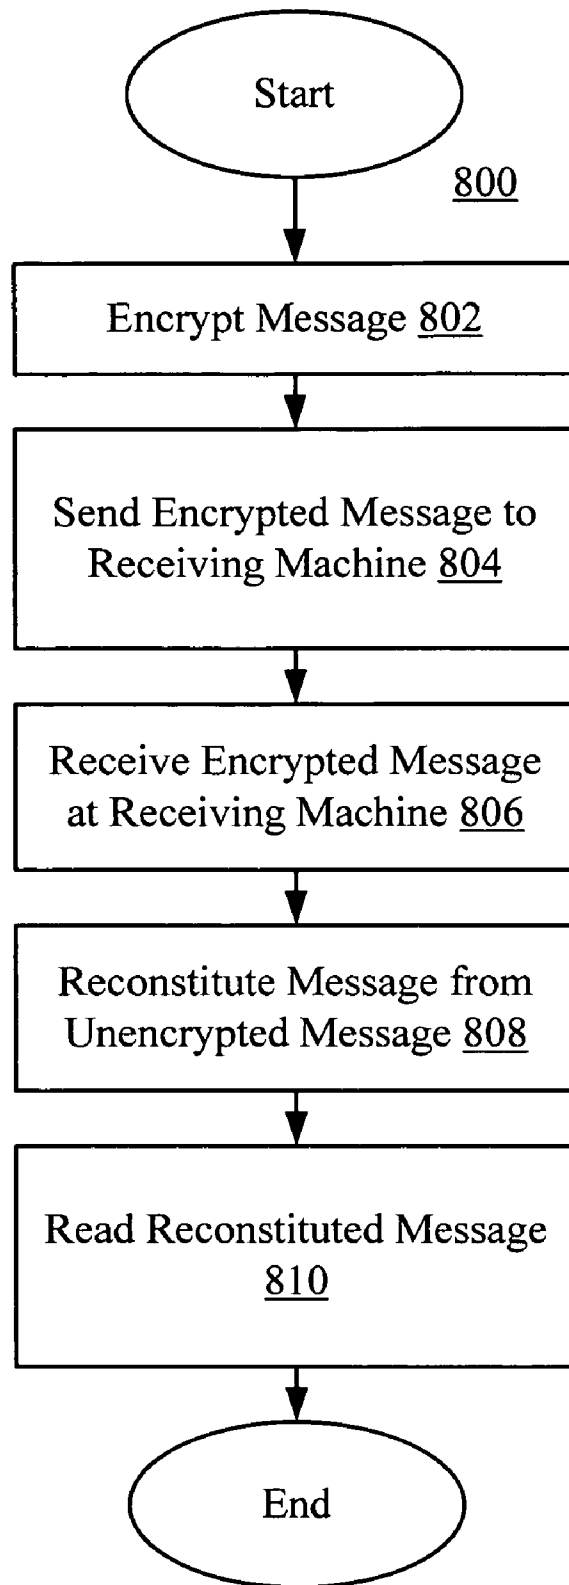 Start
800
Encrypt Message 802
Send Encrypted Message to
Receiving Machine 804
Receive Encrypted Message
at Receiving Machine 806
Reconstitute Message from
Unencrypted Message 808
Read Reconstituted Message
810
End